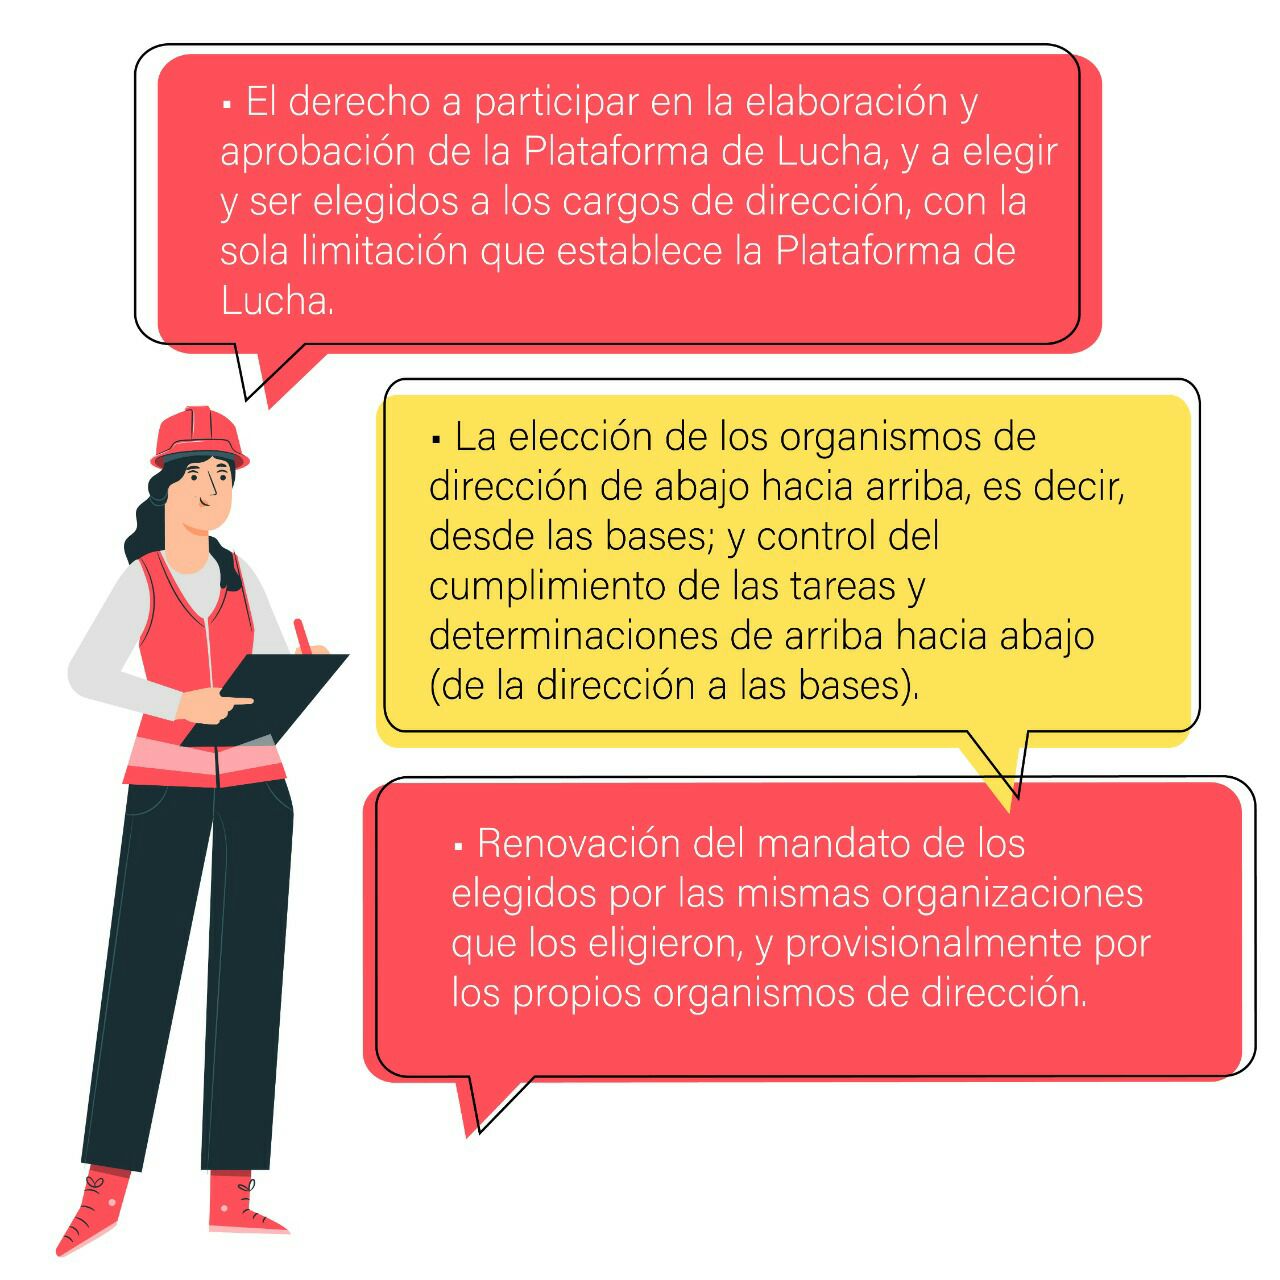 ▪ El derecho a participar en la elaboración y
aprobación de la Plataforma de Lucha, y a elegir
y ser elegidos a los cargos de dirección, con la
sola limitación que establece la Plataforma de
Lucha.
▪ La elección de los organismos de
dirección de abajo hacia arriba, es decir,
desde las bases; y control del
cumplimiento de las tareas y
determinaciones de arriba hacia abajo
(de la dirección a las bases).
▪ Renovación del mandato de los
elegidos por las mismas organizaciones
que los eligieron, y provisionalmente por
los propios organismos de dirección.